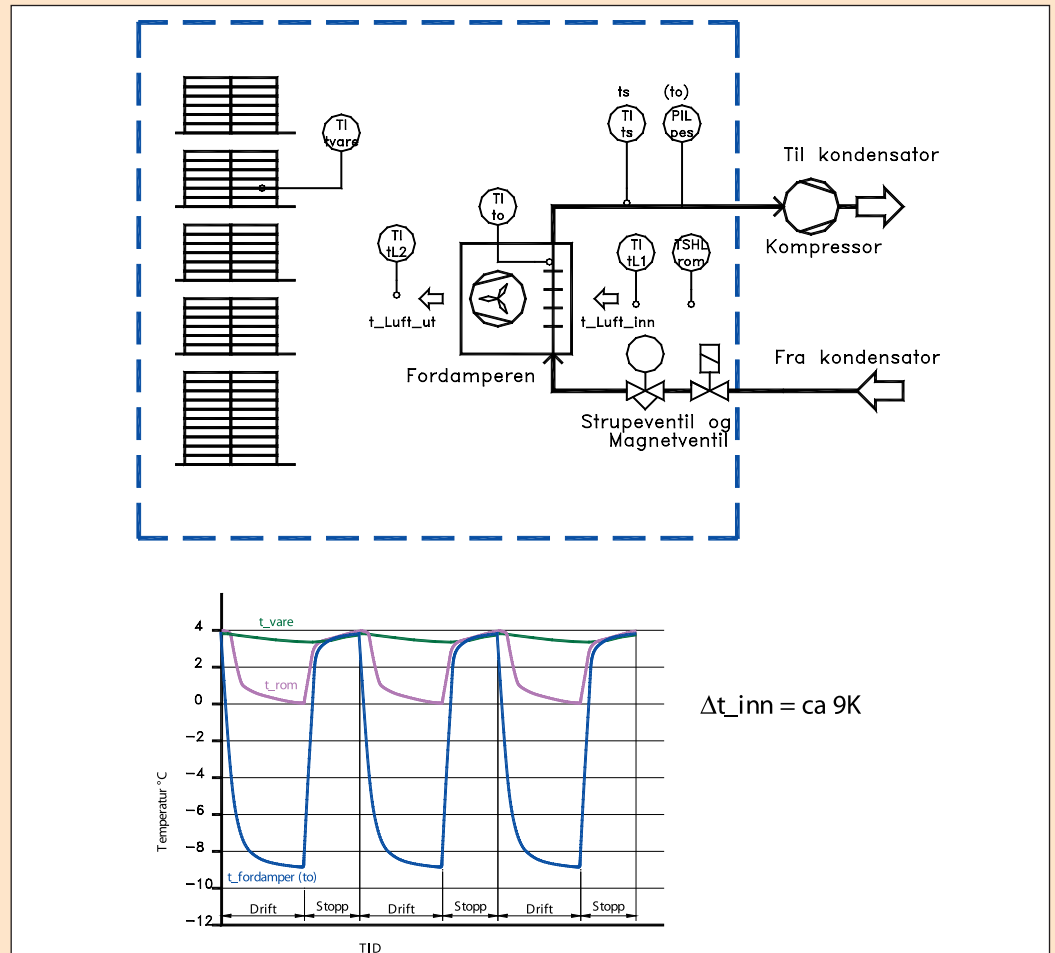 ts
(to)
TI
ts
PIL
pes
TI
tvare
Til kondensator
TI
to
Kompressor
TI
tL2
TI
tL1
TSHL
rom
t_Luft_ut
t_Luft_inn
Fordamperen
Fra kondensator
Strupeventil og
Magnetventil
4
t_vare
2
t_rom
0
Δt_inn = ca 9K
−2
−4
−6
−8
−10
−12
Temperatur °C
t_fordamper (to)
Drift
Stopp
Drift
Stopp
Drift
Stopp
TID